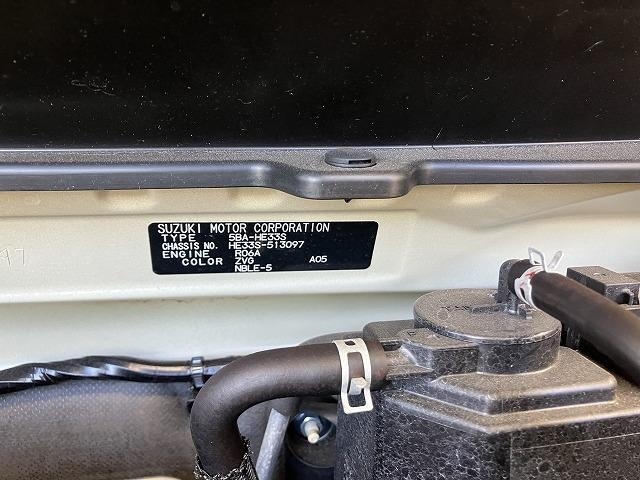 SUZUKI MOTOR CORPORATION
TYPE 5BA-HE33S
CHASSIS NO. HE33S-513097
ENGINE R06A
COLOR ZVG A05
NBLE-5